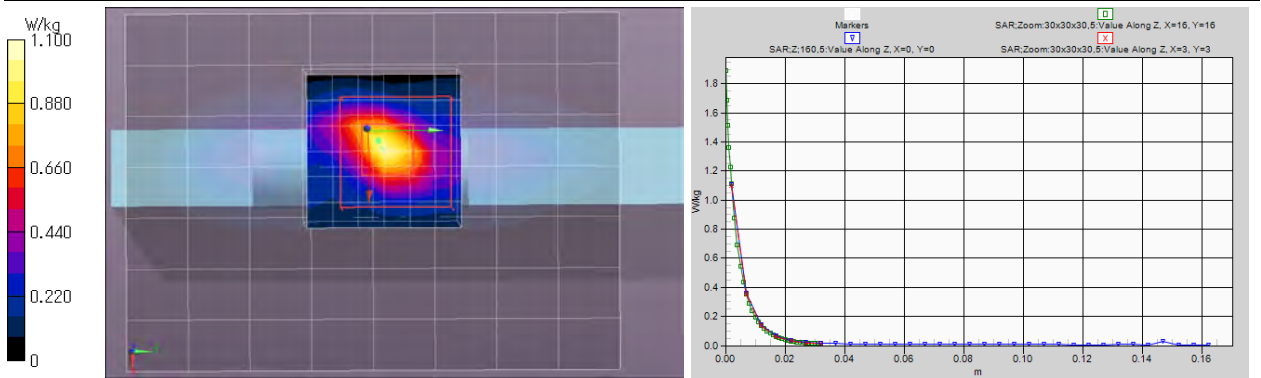 W/kg
1.100
0.880
0.660
0.440
0.220
0
Markers
SAR;Z;160,5:Value Along Z, X=0, Y=0
SAR;Zoom:30x30x30,5:Value Along Z, X=16, Y=16
SAR;Zoom:30x30x30,5:Value Along Z, X=3, Y=3
W/kg
1.8
1.6
1.4
1.2
1.0
0.8
0.6
0.4
0.2
0.0
0.00 0.02 0.04 0.06 0.08 0.10 0.12 0.14 0.16
m